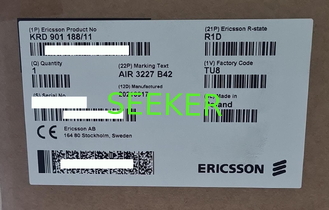 (1P) Ericsson Product No
KRD 901 188/11
(21P) Ericsson R-state
R1D
(Q) Quantity
1
(22P) Marking Text
AIR 3227 B42
(1V) Factory Code
TU8
(12D) Manufactured
(S) Serial No
Made in
SEEKER
Ericsson AB
164 80 Stockholm, Sweden
ERICSSON